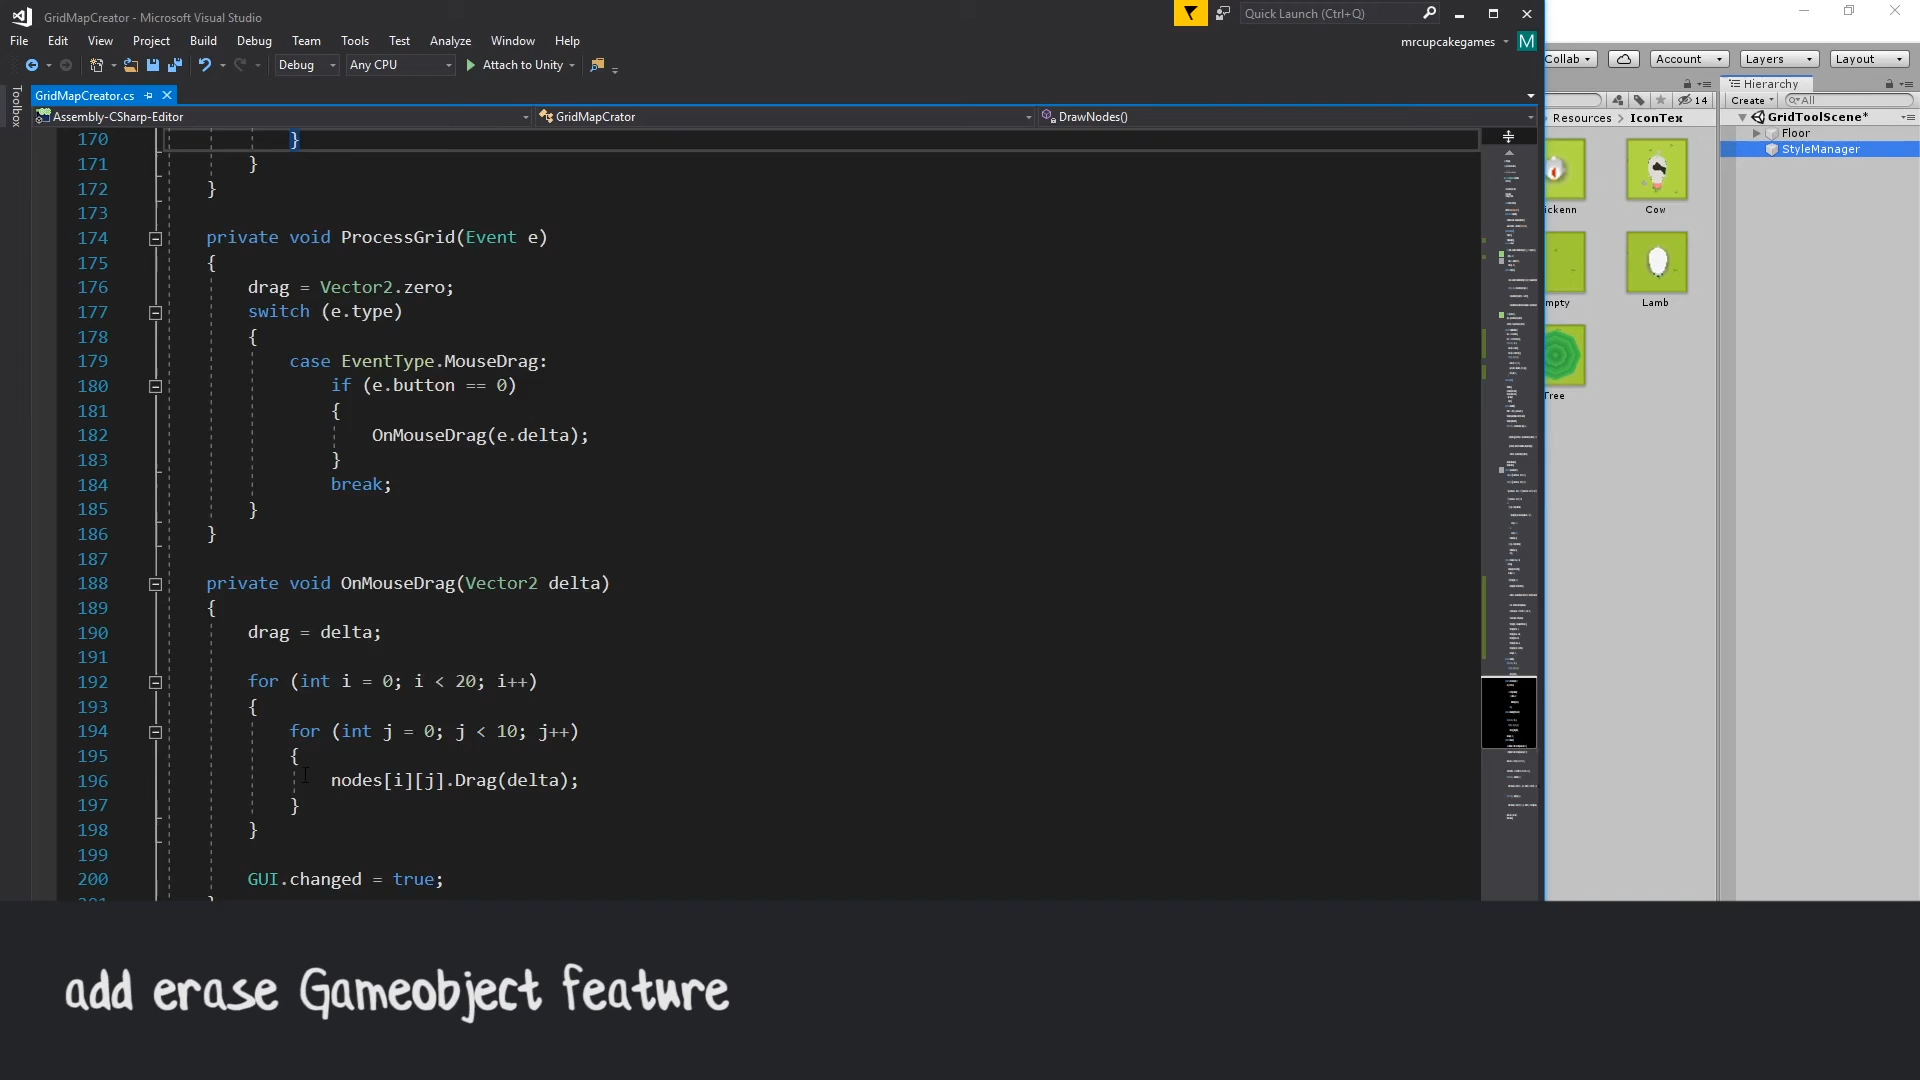 GridMapCreator - Microsoft Visual Studio
Quick Launch (Ctrl+Q)
File Edit View Project Build Debug Team Tools Test Analyze Window Help
mrcupcakegames M
Debug Any CPU Attach to Unity
Collab Account Layers Layout
Toolbox
GridMapCreator.cs
Hierarchy
14
Create All
Assembly-CSharp-Editor GridMapCrator DrawNodes()
Resources IconTex
GridToolScene*
Floor
StyleManager
ickenn
Cow
mpty
Lamb
Tree
170 }
171 }
172 }
173
174 private void ProcessGrid(Event e)
175 {
176 drag = Vector2.zero;
177 switch (e.type)
178 {
179 case EventType.MouseDrag:
180 if (e.button == 0)
181 {
182 OnMouseDrag(e.delta);
183 }
184 break;
185 }
186 }
187
188 private void OnMouseDrag(Vector2 delta)
189 {
190 drag = delta;
191
192 for (int i = 0; i < 20; i++)
193 {
194 for (int j = 0; j < 10; j++)
195 {
196 nodes[i][j].Drag(delta);
197 }
198 }
199
200 GUI.changed = true;
add erase Gameobject feature